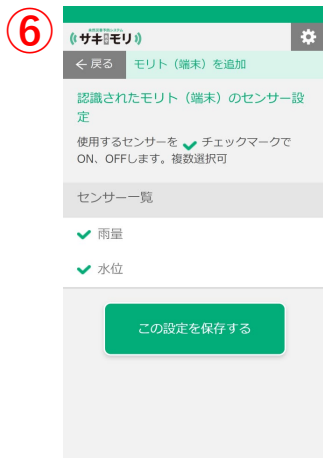 ⑥
サキモリ
← 戻る モリト（端末）を追加
認識されたモリト（端末）のセンサー設
定
使用するセンサーを ✓ チェックマークで
ON、OFFします。複数選択可
センサー一覧
✓ 雨量
✓ 水位
この設定を保存する